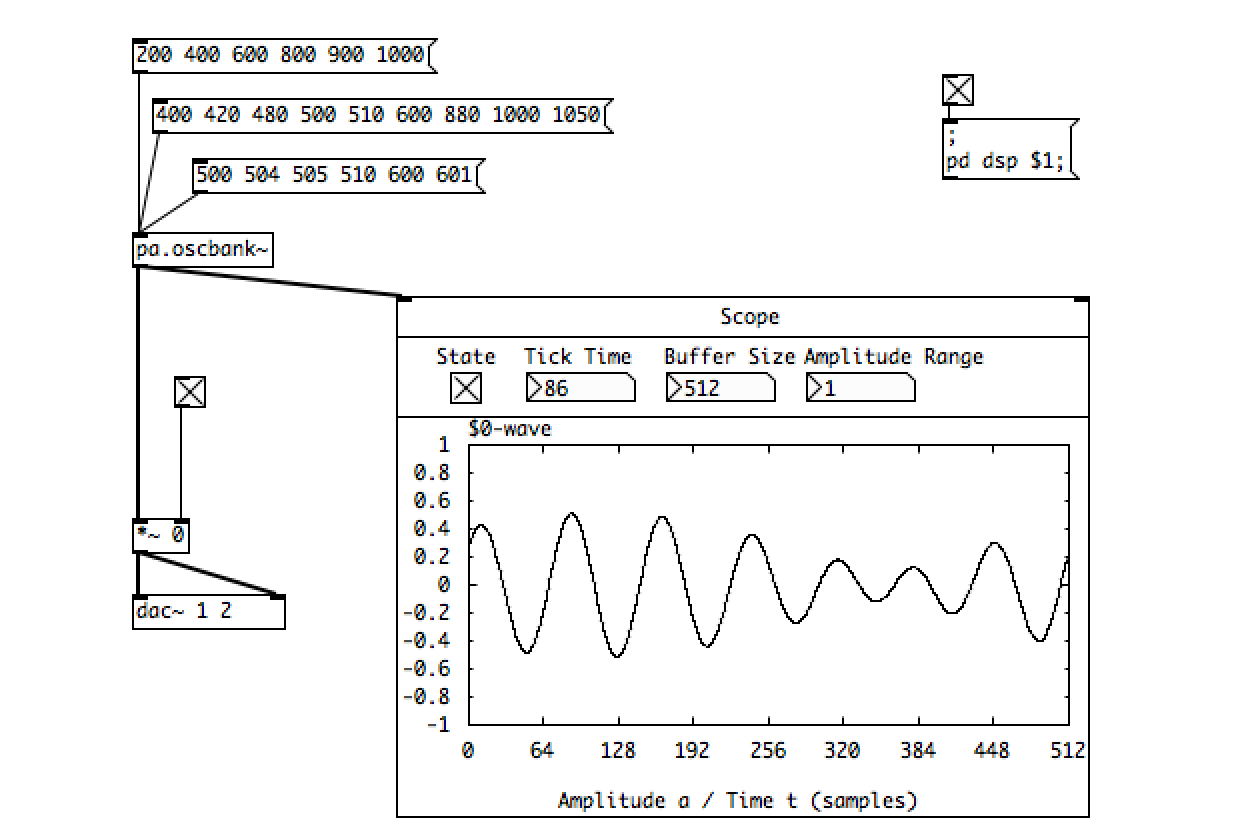 200 400 600 800 900 1000
400 420 480 500 510 600 880 1000 1050
500 504 505 510 600 601
;
pd dsp $1;
pa.oscbank~
Scope
State Tick Time Buffer Size Amplitude Range
86 512 1
$0-wave
1
0.8
0.6
0.4
0.2
0
-0.2
-0.4
-0.6
-0.8
-1
0 64 128 192 256 320 384 448 512
Amplitude a / Time t (samples)
*~ 0
dac~ 1 2